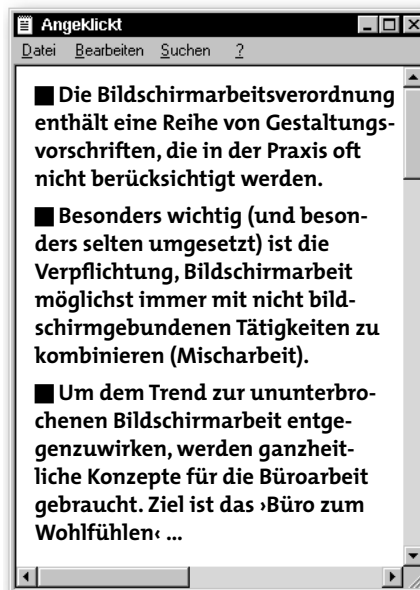 Angeklickt
Datei Bearbeiten Suchen ?
■ Die Bildschirmarbeitsverordnung
enthält eine Reihe von Gestaltungs-
vorschriften, die in der Praxis oft
nicht berücksichtigt werden.
■ Besonders wichtig (und beson-
ders selten umgesetzt) ist die
Verpflichtung, Bildschirmarbeit
möglichst immer mit nicht bild-
schirmgebundenen Tätigkeiten zu
kombinieren (Mischarbeit).
■ Um dem Trend zur ununterbro-
chenen Bildschirmarbeit entge-
genzuwirken, werden ganzheit-
liche Konzepte für die Büroarbeit
gebraucht. Ziel ist das ›Büro zum
Wohlfühlen‹ ...